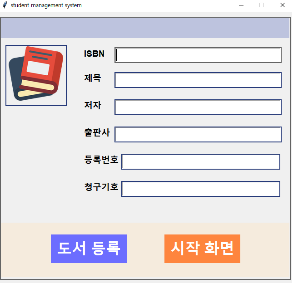 student management system
ISBN
제목
저자
출판사
등록번호
청구기호
도서 등록
시작 화면